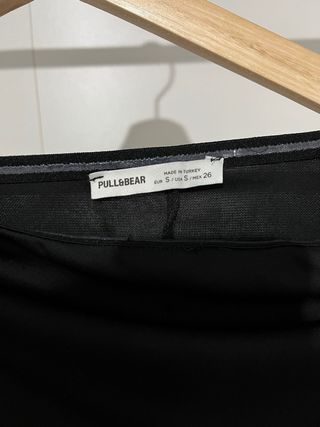 PULL&BEAR
MADE IN TURKEY
EUR S / USA S / MEX 26